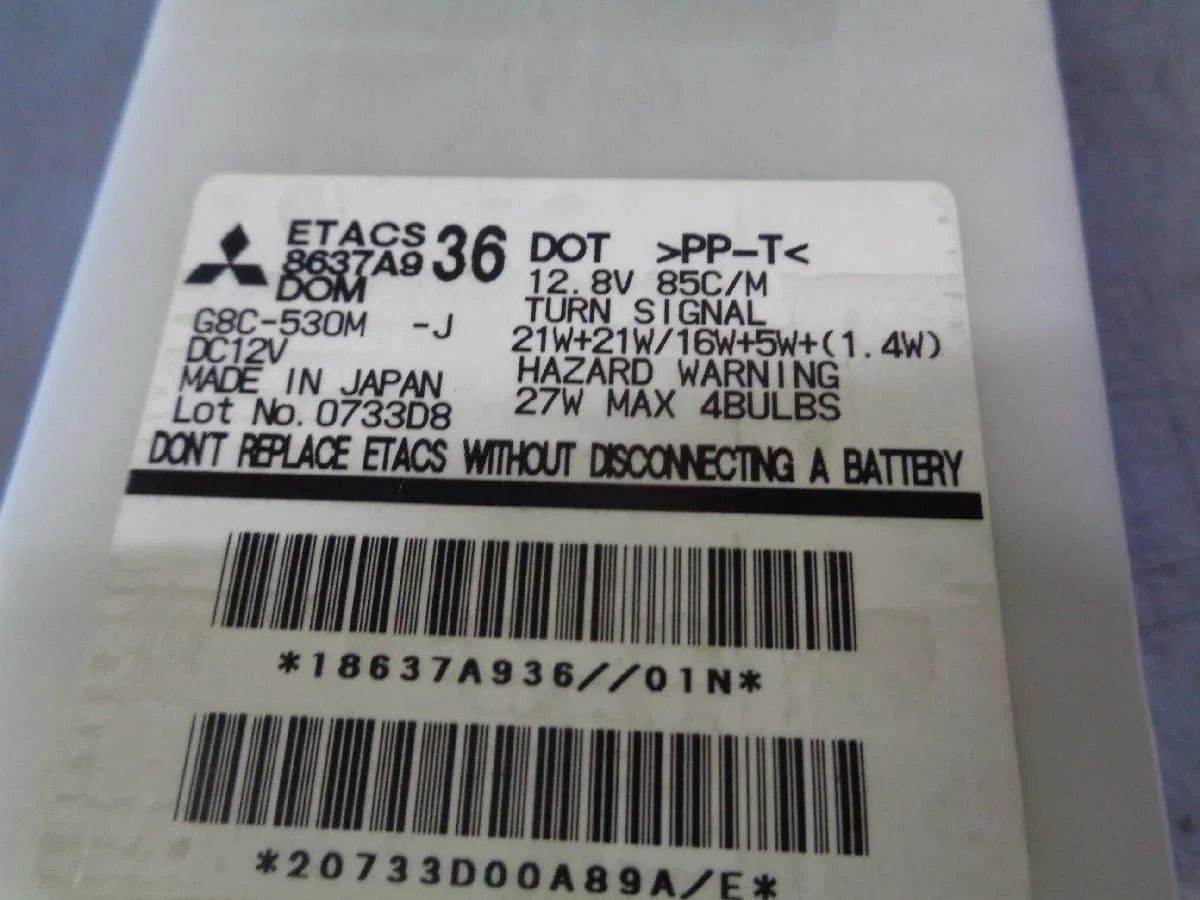 ETACS
8637A9 36
DOM
G8C-530M -J
DC12V
MADE IN JAPAN
Lot No. 0733D8
DOT >PP-T<
12.8V 85C/M
TURN SIGNAL
21W+21W/16W+5W+(1.4W)
HAZARD WARNING
27W MAX 4BULBS
DON'T REPLACE ETACS WITHOUT DISCONNECTING A BATTERY
*18637A936//01N*
*20733D00A89A/E*